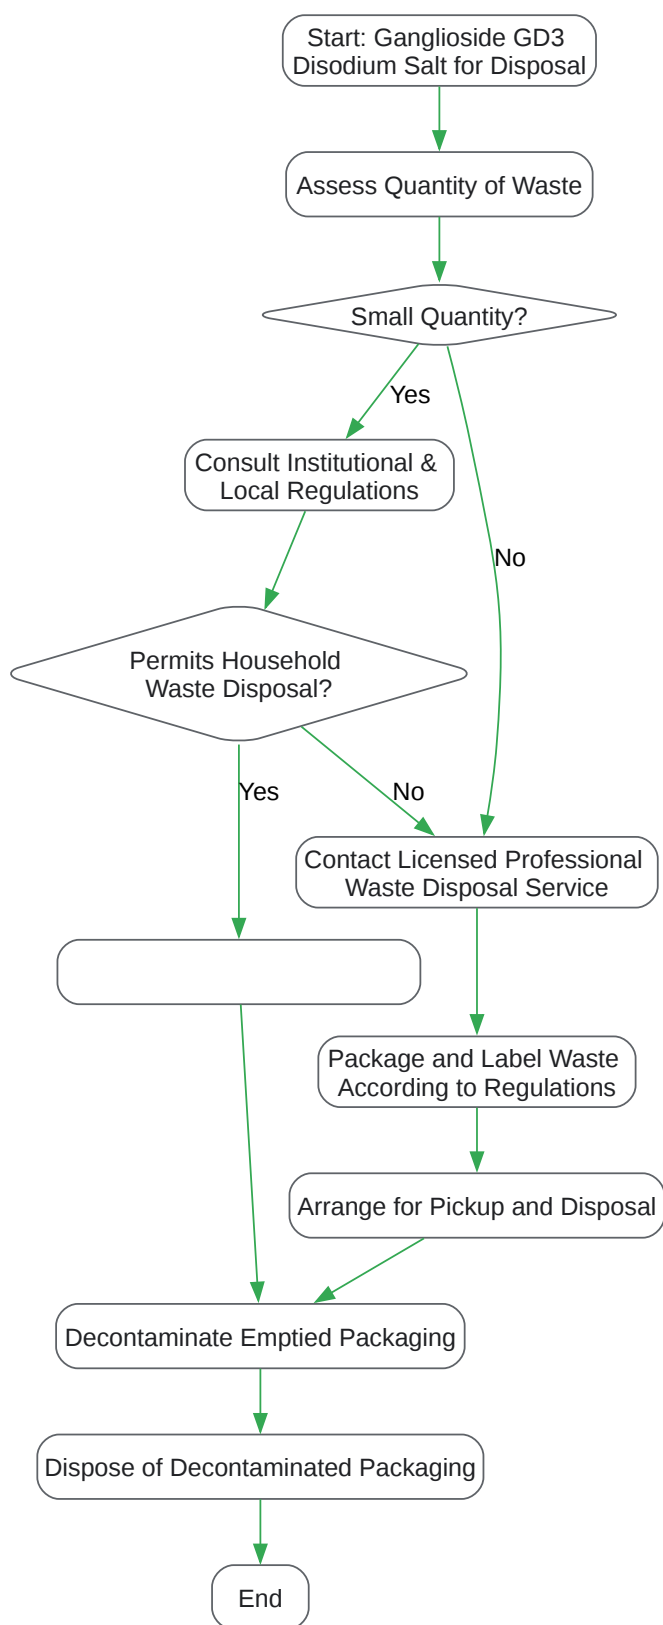 Start: Ganglioside GD3
Disodium Salt for Disposal
Assess Quantity of Waste
Small Quantity?
Yes
Consult Institutional &
Local Regulations
No
Permits Household
Waste Disposal?
Yes
No
Contact Licensed Professional
Waste Disposal Service
Package and Label Waste
According to Regulations
Arrange for Pickup and Disposal
Decontaminate Emptied Packaging
Dispose of Decontaminated Packaging
End